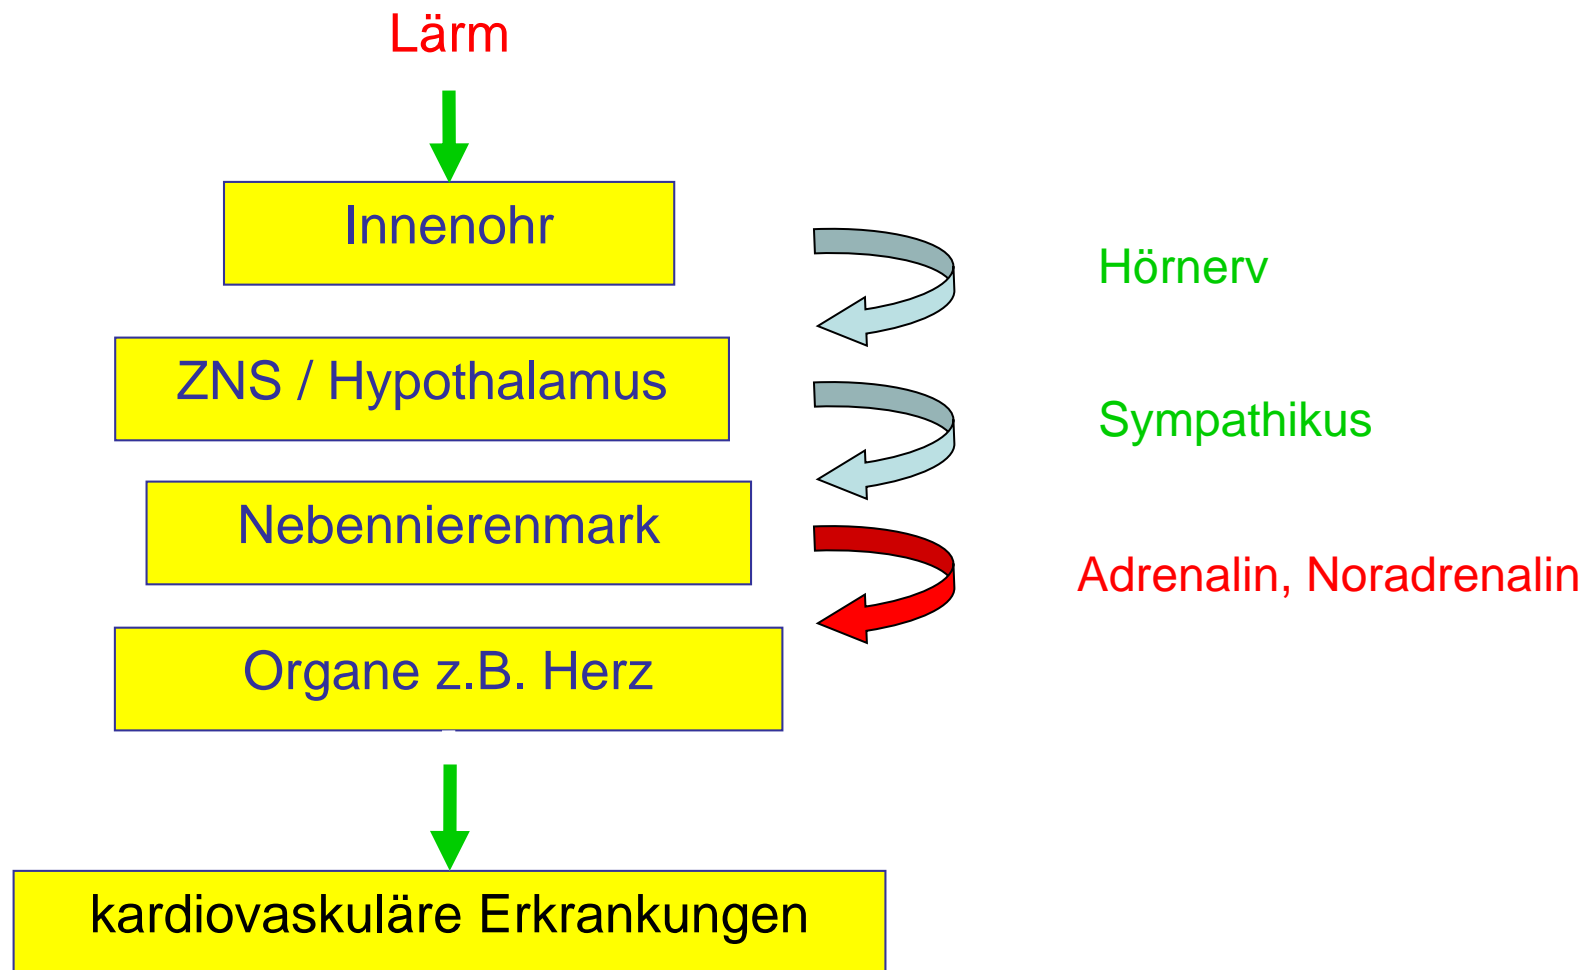 Lärm
Innenohr
Hörnerv
ZNS / Hypothalamus
Sympathikus
Nebennierenmark
Adrenalin, Noradrenalin
Organe z.B. Herz
kardiovaskuläre Erkrankungen